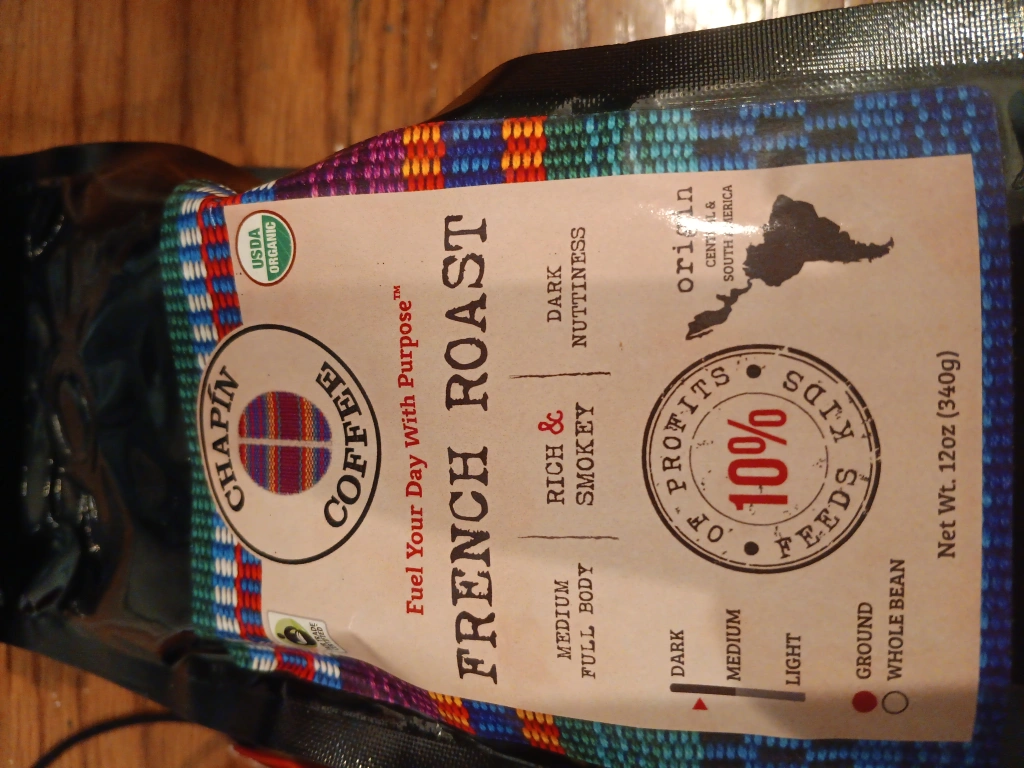 USDA
ORGANIC
CHAPÍN
COFFEE
Fuel Your Day With Purpose™
FRENCH ROAST
MEDIUM
FULL BODY
RICH &
SMOKEY
DARK
NUTTINESS
DARK
MEDIUM
LIGHT
10%
OF PROFITS
FEEDS KIDS
origin
CENTRAL &
SOUTH AMERICA
GROUND
WHOLE BEAN
Net Wt. 12oz (340g)